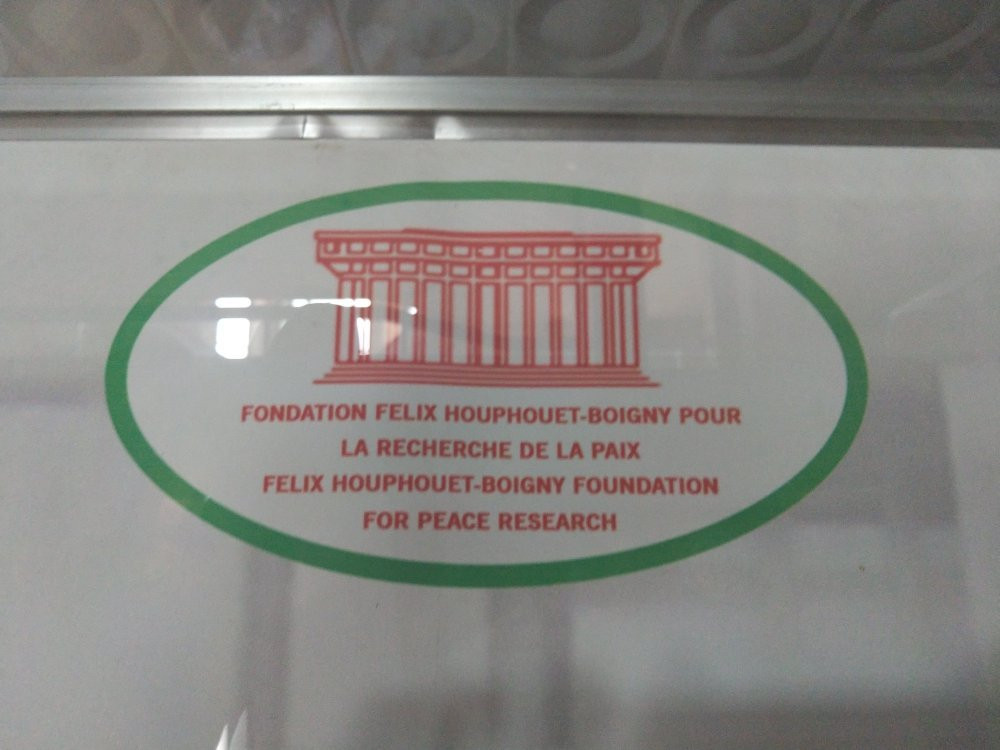 FONDATION FELIX HOUPHOUET-BOIGNY POUR
LA RECHERCHE DE LA PAIX
FELIX HOUPHOUET-BOIGNY FOUNDATION
FOR PEACE RESEARCH